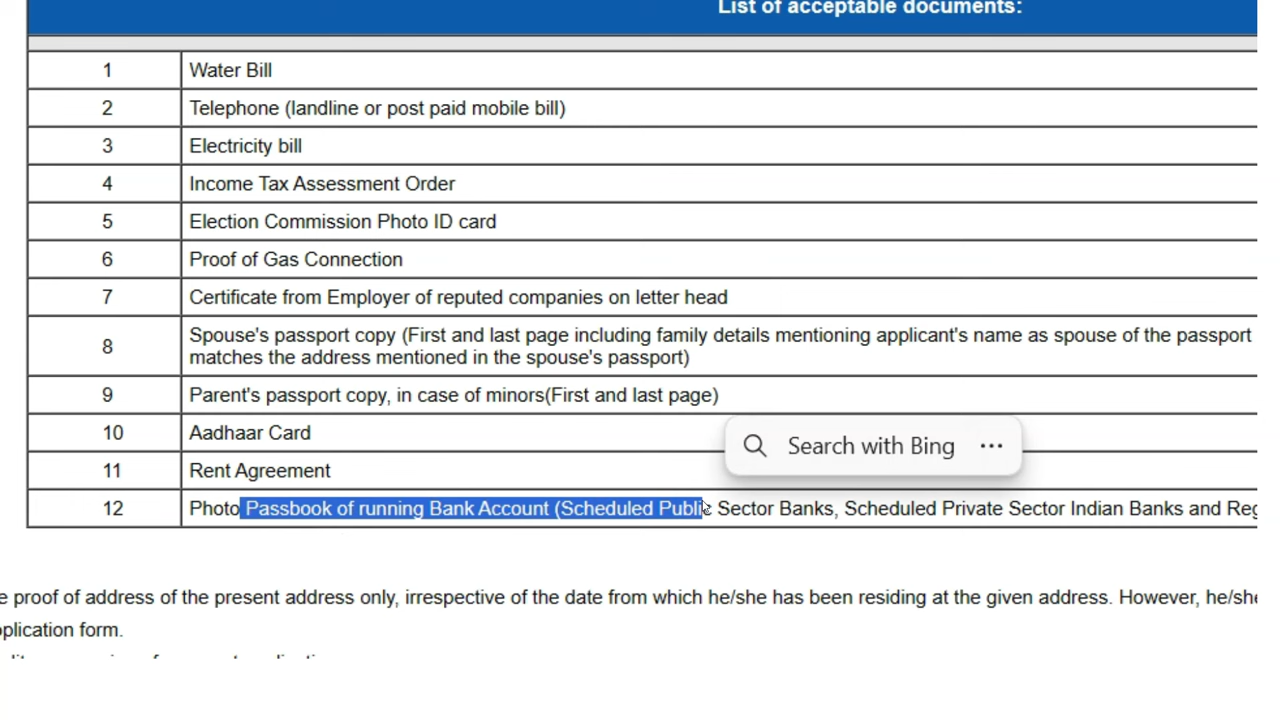 List of acceptable documents:
1 Water Bill
2 Telephone (landline or post paid mobile bill)
3 Electricity bill
4 Income Tax Assessment Order
5 Election Commission Photo ID card
6 Proof of Gas Connection
7 Certificate from Employer of reputed companies on letter head
8 Spouse's passport copy (First and last page including family details mentioning applicant's name as spouse of the passport
matches the address mentioned in the spouse's passport)
9 Parent's passport copy, in case of minors(First and last page)
10 Aadhaar Card
Search with Bing ...
11 Rent Agreement
12 Photo Passbook of running Bank Account (Scheduled Public Sector Banks, Scheduled Private Sector Indian Banks and Reg
e proof of address of the present address only, irrespective of the date from which he/she has been residing at the given address. However, he/she
plication form.